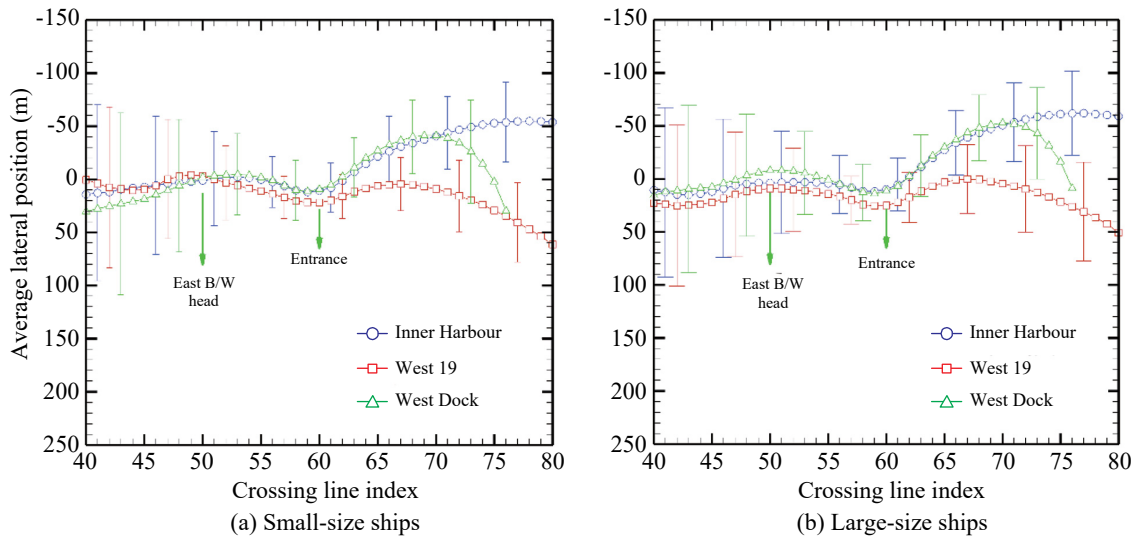 Average lateral position (m)
-150
-100
-50
0
50
100
150
200
250
East B/W
head
Entrance
Inner Harbour
West 19
West Dock
40 45 50 55 60 65 70 75 80
Crossing line index
(a) Small-size ships
-150
-100
-50
0
50
100
150
200
250
East B/W
head
Entrance
Inner Harbour
West 19
West Dock
40 45 50 55 60 65 70 75 80
Crossing line index
(b) Large-size ships